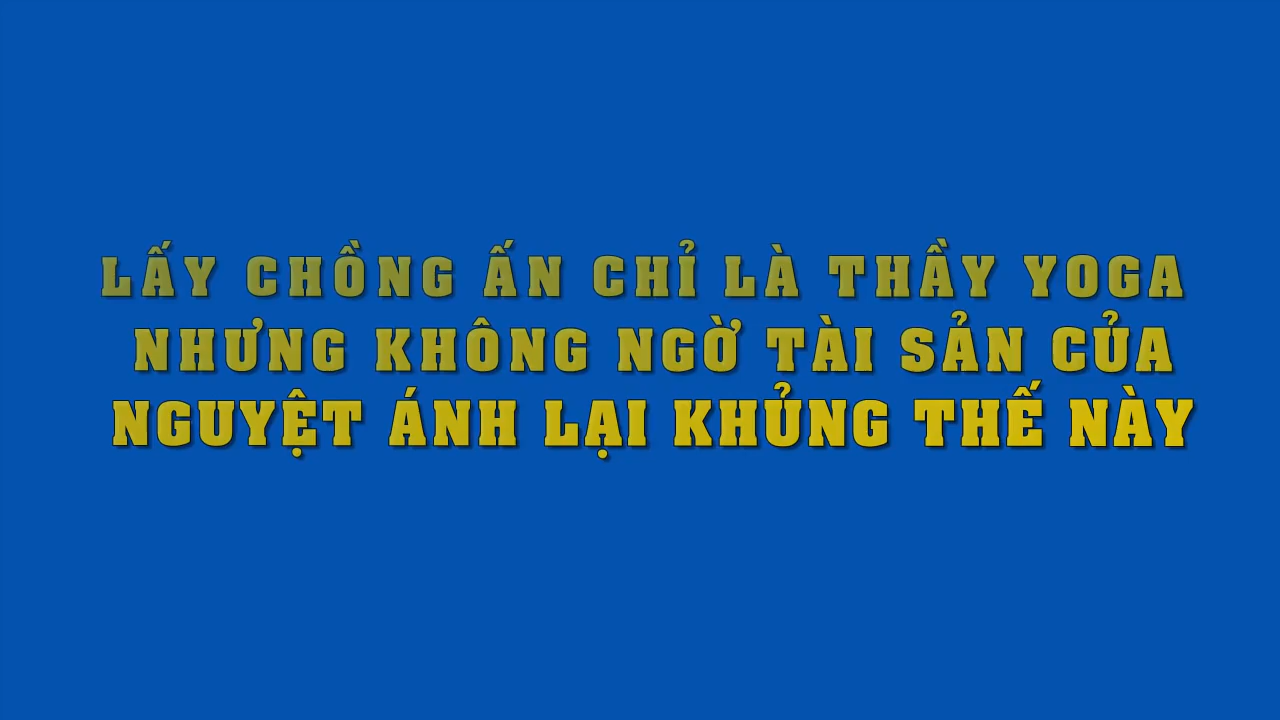 LẤY CHỒNG ẤN CHỈ LÀ THẦY YOGA
NHƯNG KHÔNG NGỜ TÀI SẢN CỦA
NGUYỆT ÁNH LẠI KHỦNG THẾ NÀY